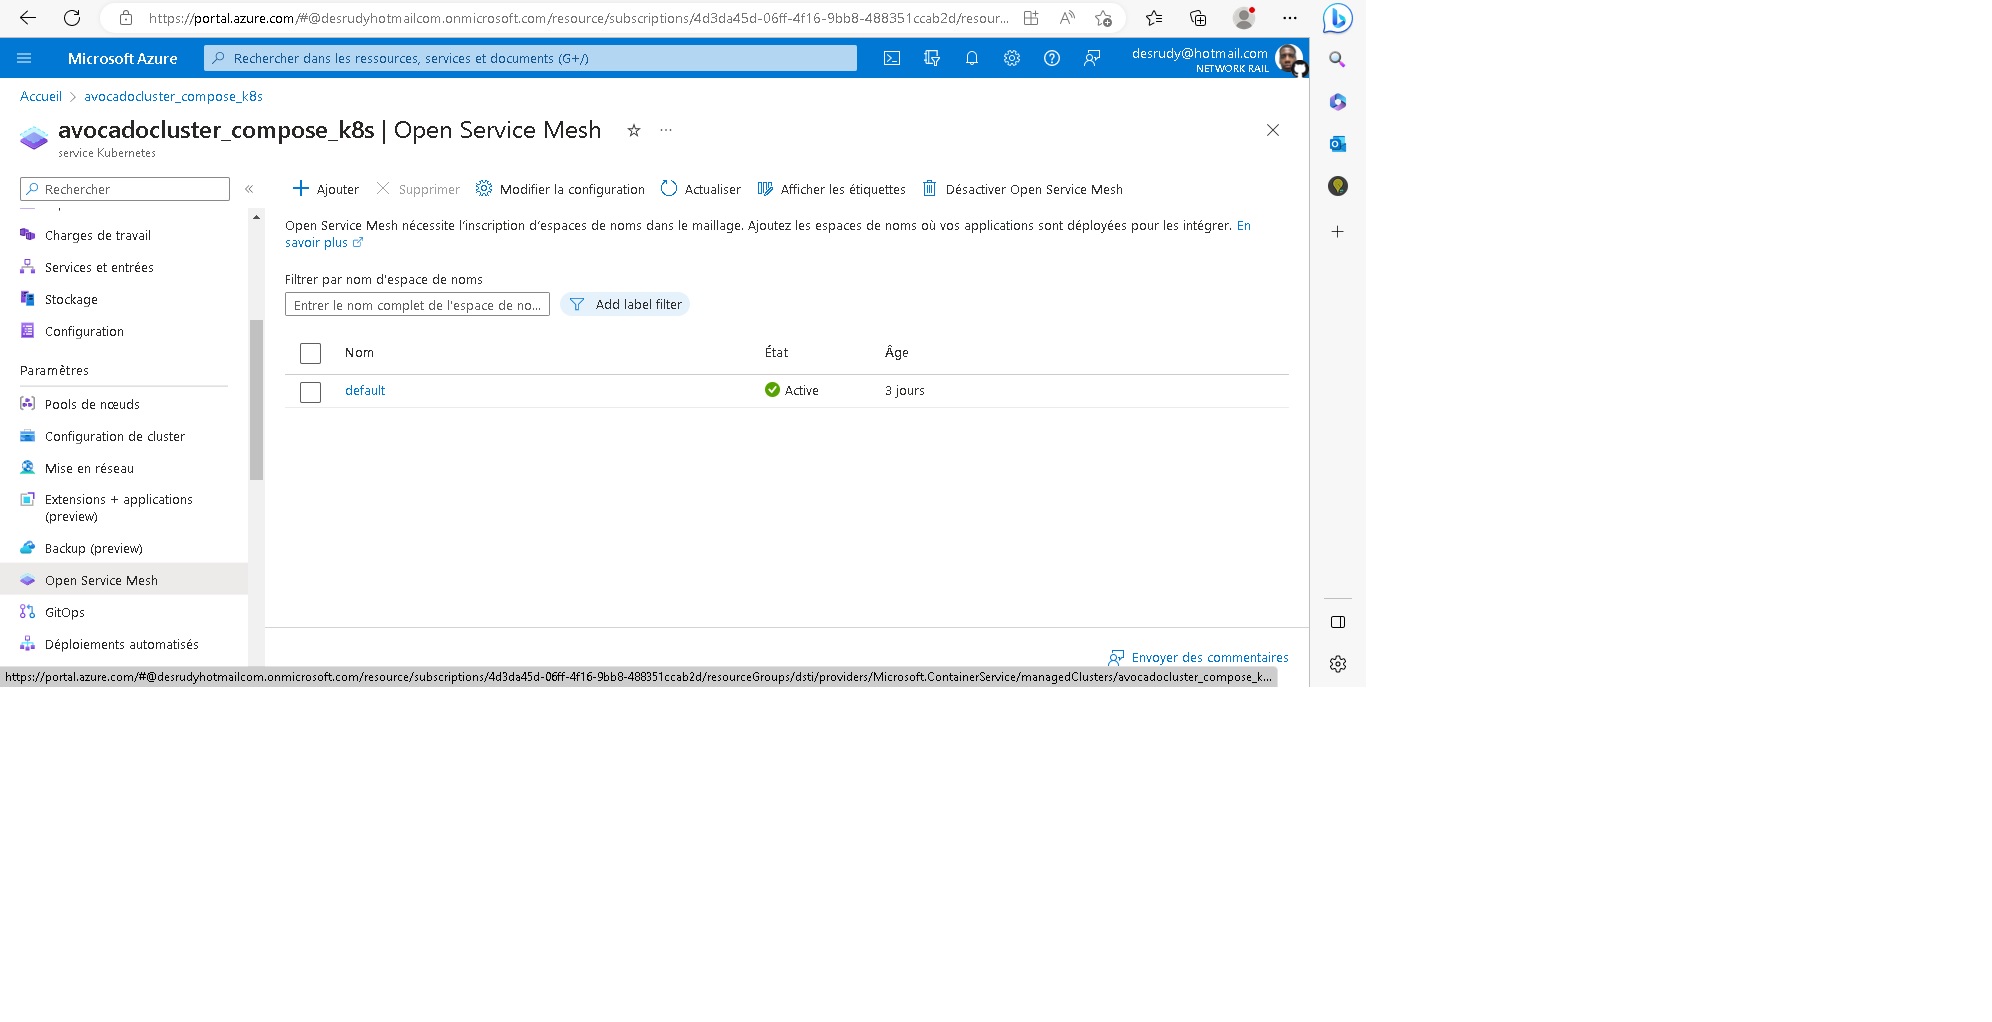 https://portal.azure.com/#@desrudyhotmailcom.onmicrosoft.com/resource/subscriptions/4d3da45d-06ff-4f16-9bb8-488351ccab2d/resour...
Microsoft Azure
Rechercher dans les ressources, services et documents (G+/)
desrudy@hotmail.com
NETWORK RAIL
Accueil > avocadocluster_compose_k8s
avocadocluster_compose_k8s | Open Service Mesh
service Kubernetes
Rechercher
Ajouter
Supprimer
Modifier la configuration
Actualiser
Afficher les étiquettes
Désactiver Open Service Mesh
Charges de travail
Services et entrées
Stockage
Configuration
Paramètres
Pools de nœuds
Configuration de cluster
Mise en réseau
Extensions + applications
(preview)
Backup (preview)
Open Service Mesh
GitOps
Déploiements automatisés
Open Service Mesh nécessite l'inscription d'espaces de noms dans le maillage. Ajoutez les espaces de noms où vos applications sont déployées pour les intégrer. En
savoir plus
Filtrer par nom d'espace de noms
Entrer le nom complet de l'espace de no...
Add label filter
Nom État Âge
default Active 3 jours
Envoyer des commentaires
https://portal.azure.com/#@desrudyhotmailcom.onmicrosoft.com/resource/subscriptions/4d3da45d-06ff-4f16-9bb8-488351ccab2d/resourceGroups/dsti/providers/Microsoft.ContainerService/managedClusters/avocadocluster_compose_k...